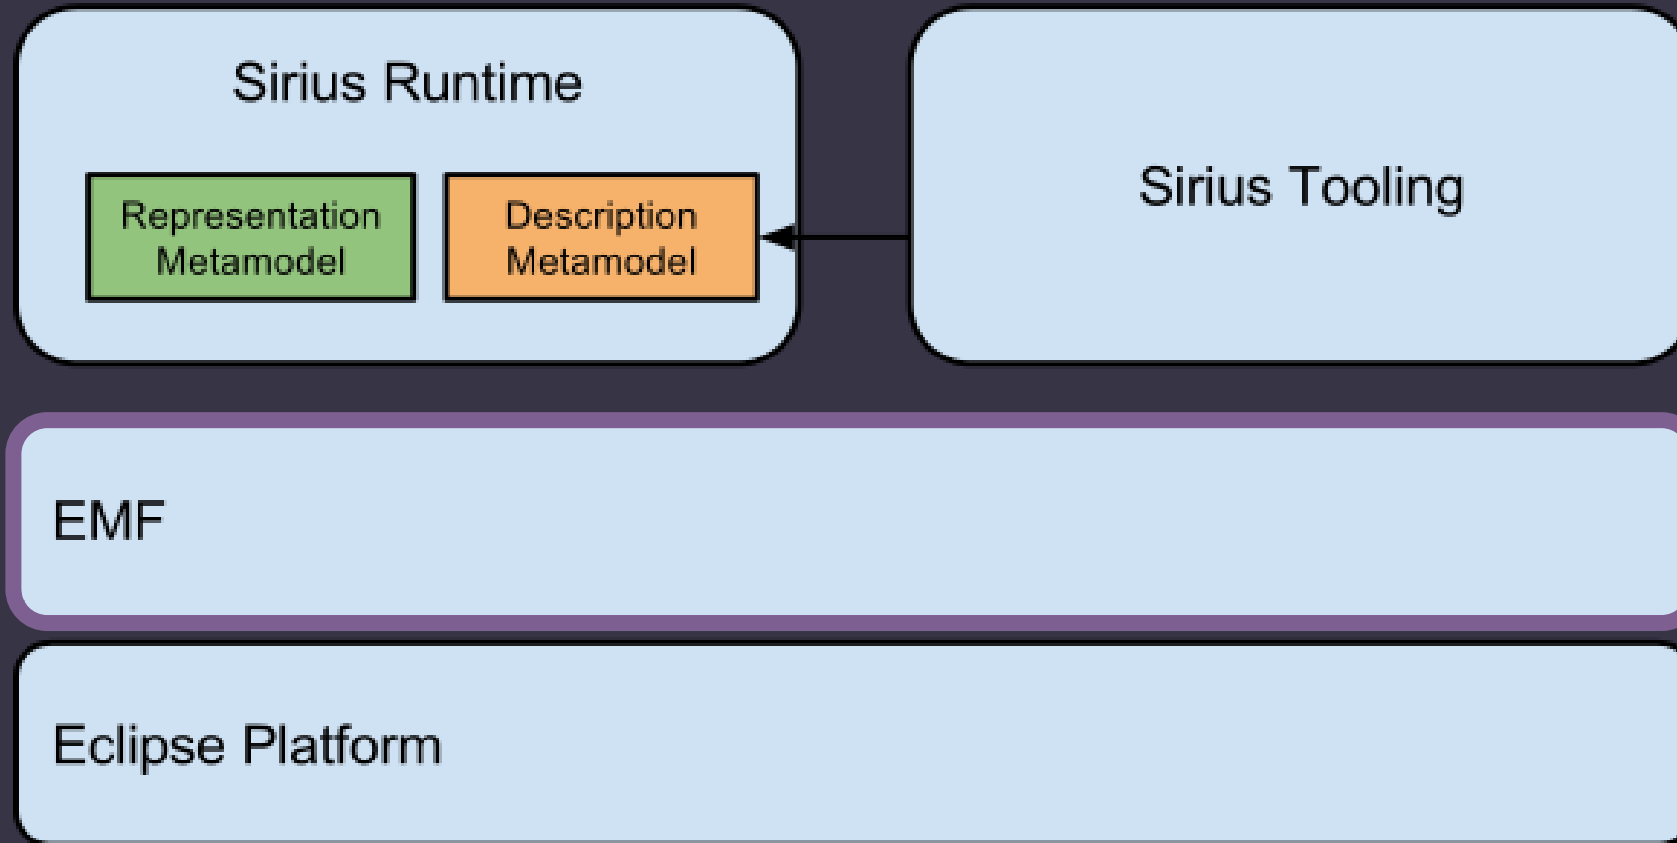 Sirius Runtime
Representation
Metamodel
Description
Metamodel
Sirius Tooling
EMF
Eclipse Platform